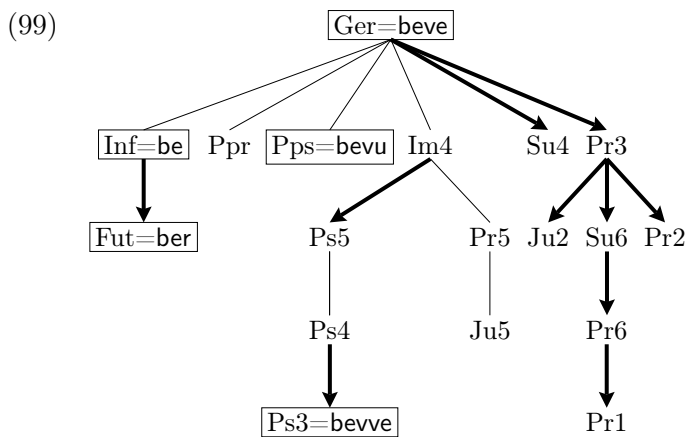 (99)
Ger=beve
Inf=be Ppr Pps=bevu Im4 Su4 Pr3
Fut=ber Ps5 Pr5 Ju2 Su6 Pr2
Ps4 Ju5 Pr6
Ps3=bevve Pr1